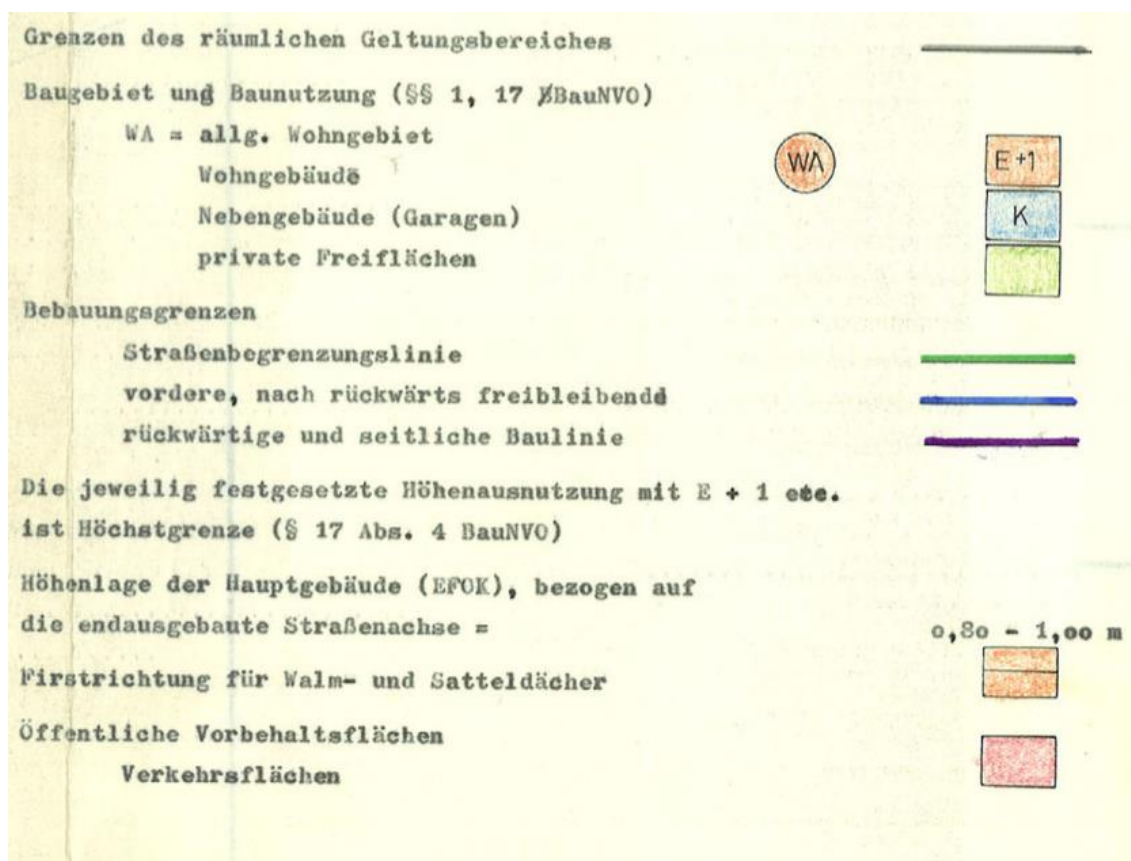 Grenzen des räumlichen Geltungsbereiches
Baugebiet und Baunutzung (§§ 1, 17 BauNVO)
WA = allg. Wohngebiet
WA
Wohngebäude
E+1
Nebengebäude (Garagen)
K
private Freiflächen
Bebauungsgrenzen
Straßenbegrenzungslinie
vordere, nach rückwärts freibleibende
rückwärtige und seitliche Baulinie
Die jeweilig festgesetzte Höhenausnutzung mit E + 1 etc.
ist Höchstgrenze (§ 17 Abs. 4 BauNVO)
Höhenlage der Hauptgebäude (EFOK), bezogen auf
die endausgebaute Straßenachse = o,8o - 1,oo m
Firstrichtung für Walm- und Satteldächer
Öffentliche Vorbehaltsflächen
Verkehrsflächen